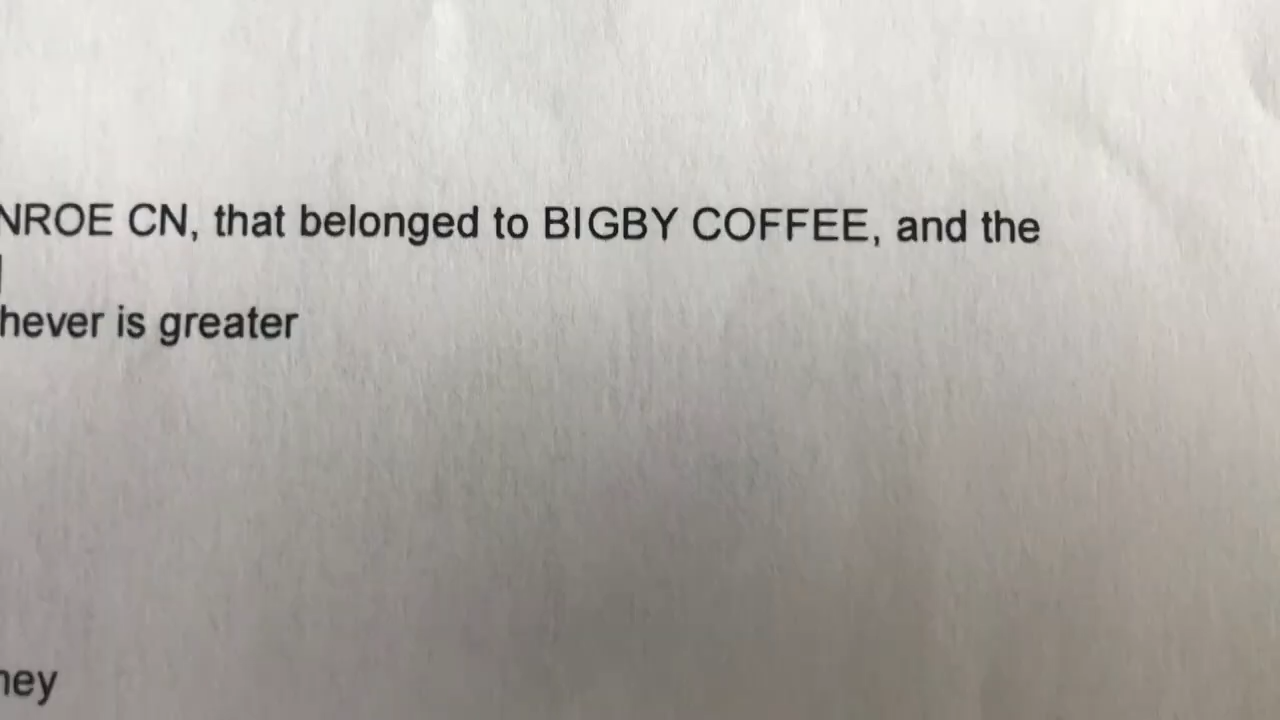 NROE CN, that belonged to BIGBY COFFEE, and the
hever is greater
ney